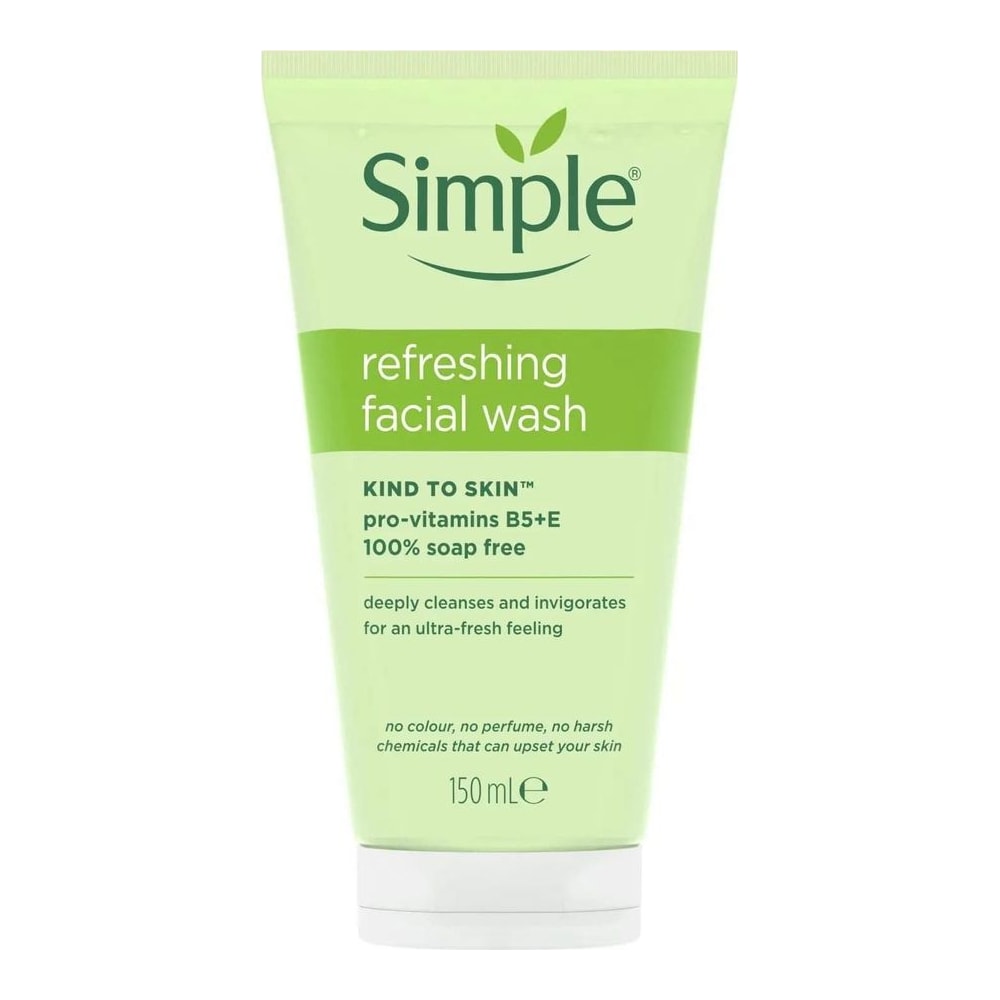 Simple®
refreshing
facial wash
KIND TO SKIN™
pro-vitamins B5+E
100% soap free
deeply cleanses and invigorates
for an ultra-fresh feeling
no colour, no perfume, no harsh
chemicals that can upset your skin
150 mL℮